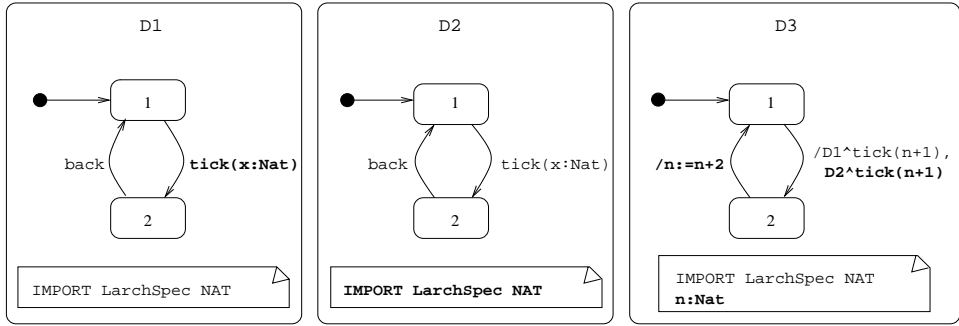 D1
1
back
tick(x:Nat)
2
IMPORT LarchSpec NAT
D2
1
back
tick(x:Nat)
2
IMPORT LarchSpec NAT
D3
1
/n:=n+2
/D1^tick(n+1),
D2^tick(n+1)
2
IMPORT LarchSpec NAT
n:Nat